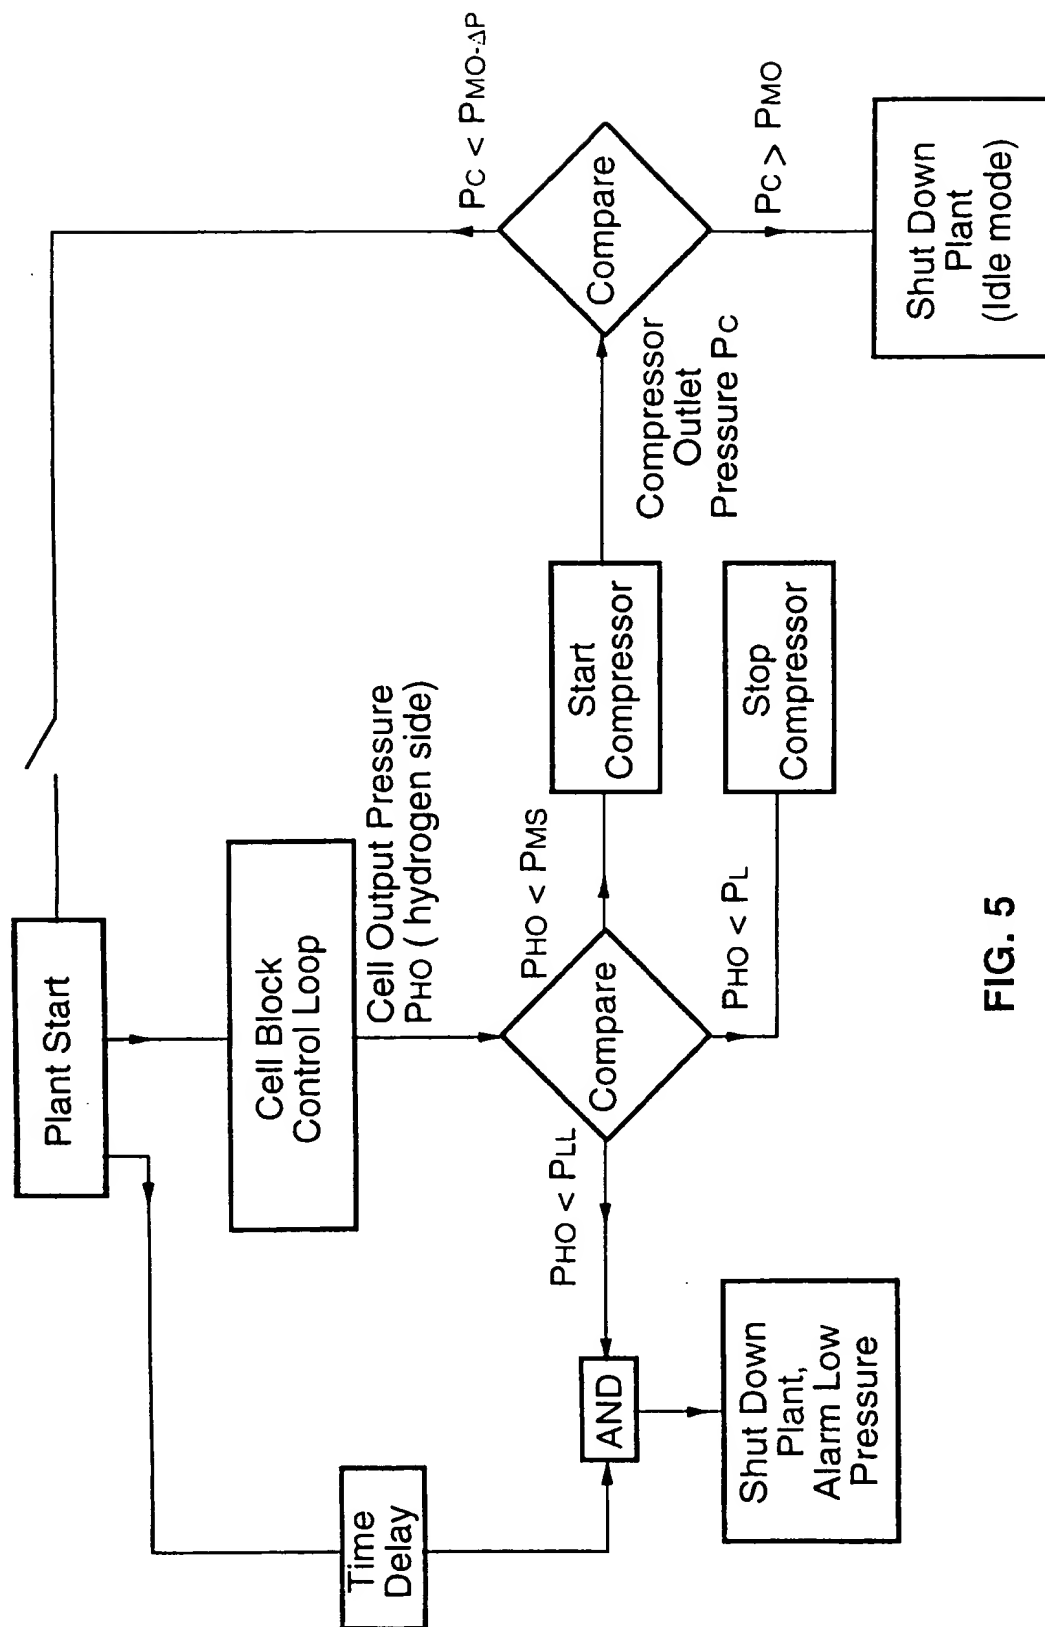 Plant Start
Cell Block
Control Loop
Cell Output Pressure
PHO ( hydrogen side)
Time
Delay
PHO < PLL
Compare
PHO < PMS
PHO < PL
AND
Shut Down
Plant,
Alarm Low
Pressure
Start
Compressor
Stop
Compressor
Compressor
Outlet
Pressure PC
Compare
PC < PMO-ΔP
PC > PMO
Shut Down
Plant
(Idle mode)
FIG. 5